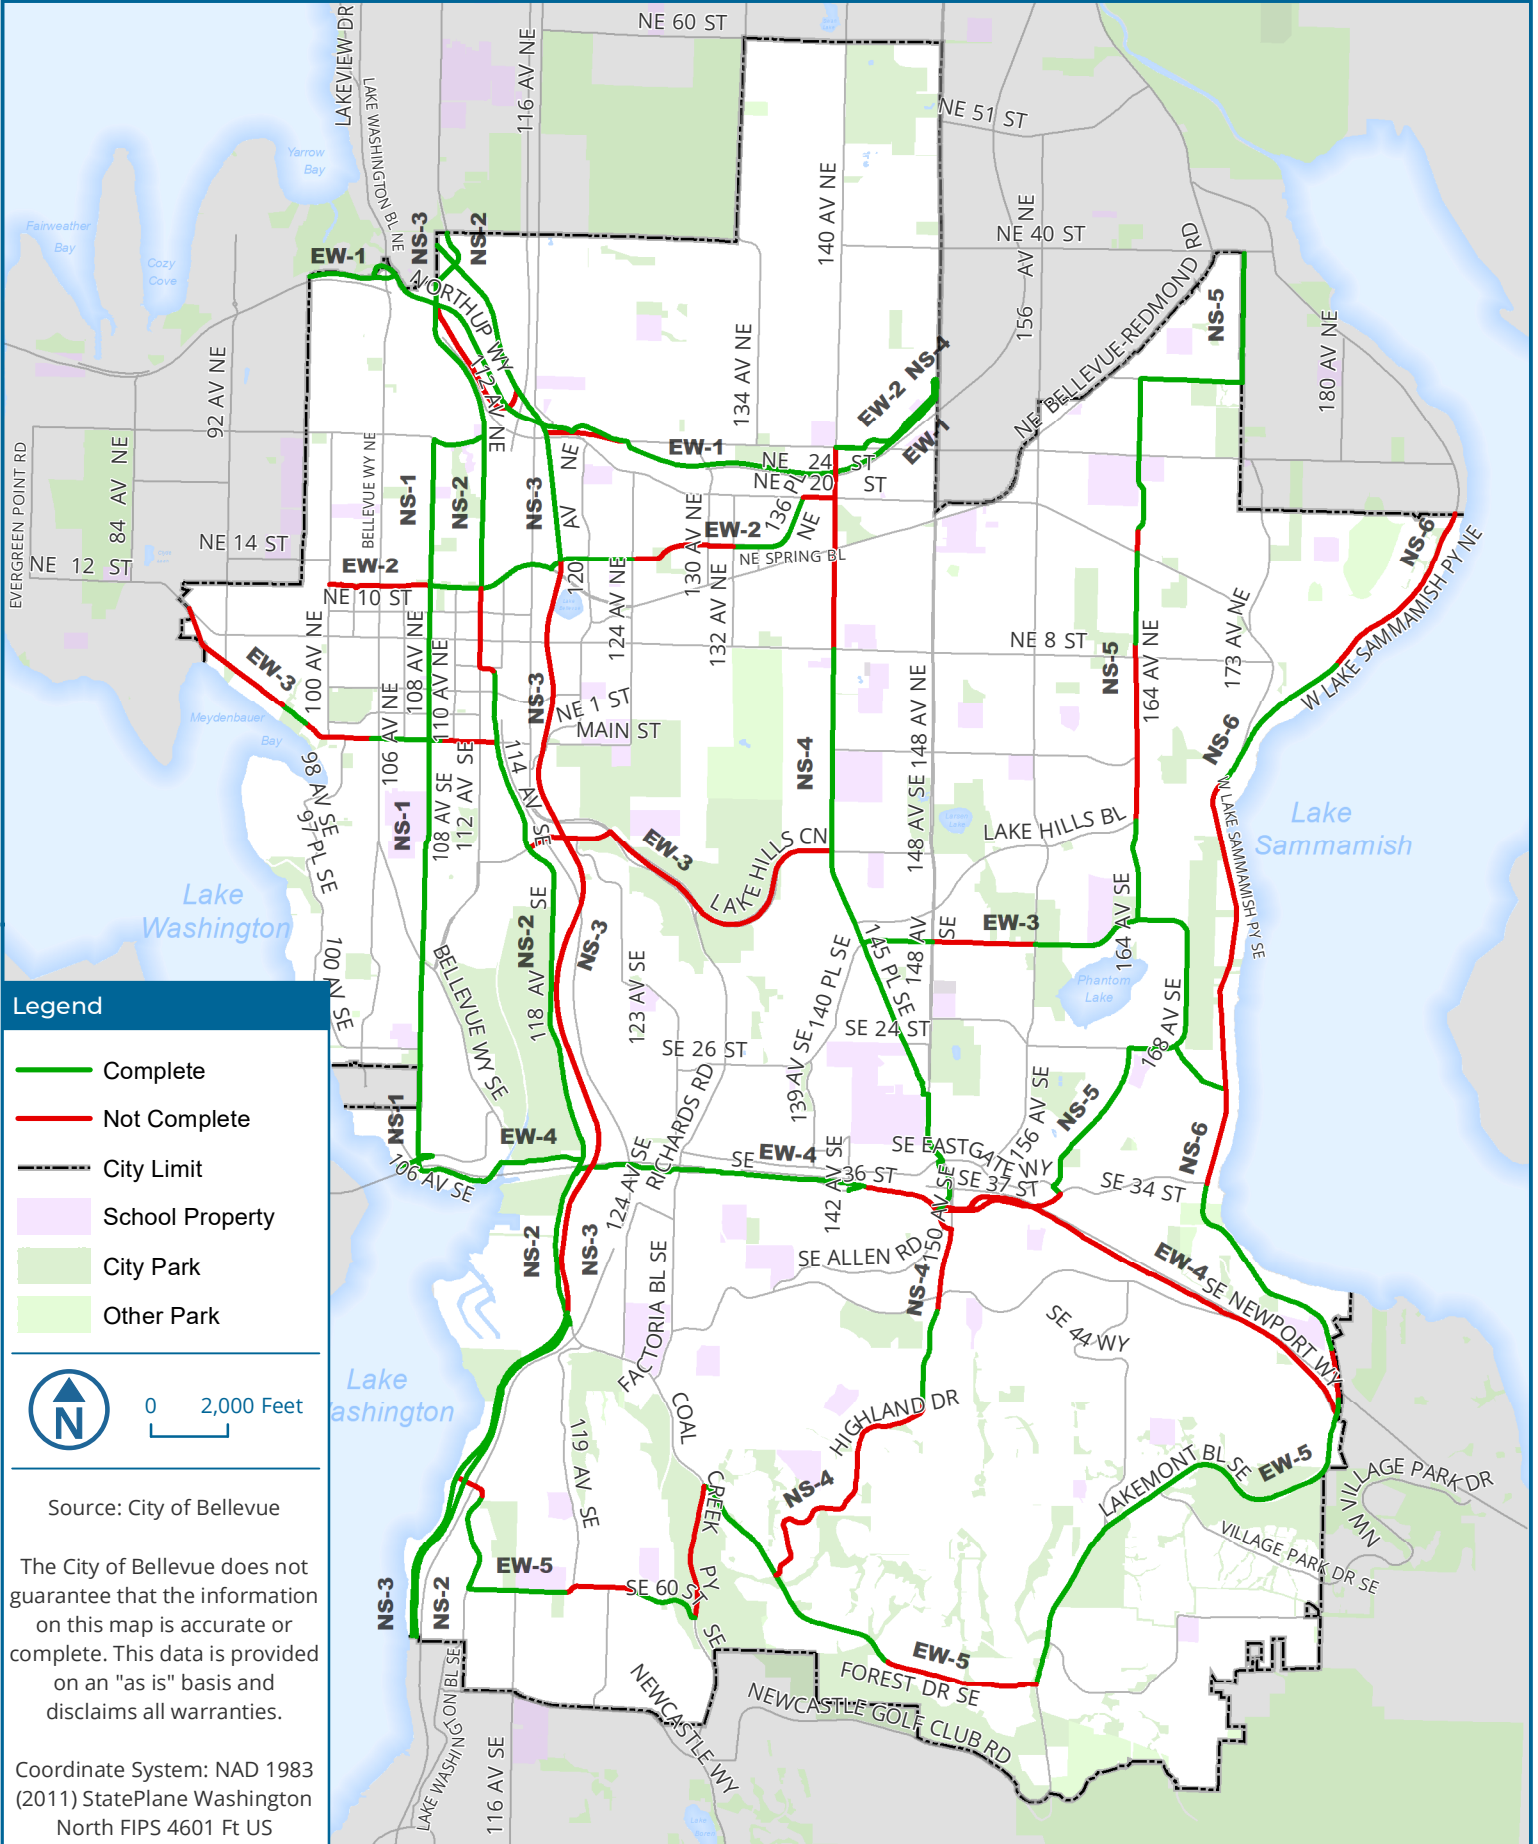 NE 60 ST
LAKEVIEW DR
LAKE WASHINGTON BL NE
116 AV NE
NE 51 ST
Yarrow
Bay
140 AV NE
Fairweather
Bay
Cozy
Cove
EW-1
NS-3
NS-2
NORTHUP WY
156 AV NE
NE 40 ST
NE BELLEVUE-REDMOND RD
NS-5
180 AV NE
92 AV NE
112 AV NE
134 AV NE
EW-2
NS-4
EW-1
EVERGREEN POINT RD
84 AV NE
BELLEVUE WY NE
NS-1
NS-2
NS-3
EW-1
NE 24 ST
NE 20 ST
136 PL NE
120 AV NE
130 AV NE
EW-2
NE SPRING BL
NE 14 ST
NE 12 ST
EW-2
NE 10 ST
NS-6
W LAKE SAMMAMISH PY NE
100 AV NE
108 AV NE
110 AV NE
106 AV NE
124 AV NE
132 AV NE
NE 8 ST
NS-5
164 AV NE
173 AV NE
EW-3
Meydenbauer
Bay
NS-3
NE 1 ST
MAIN ST
148 AV NE
NS-4
NS-6
98 AV SE
97 PL SE
NS-1
108 AV SE
112 AV SE
114 AV SE
EW-3
LAKE HILLS CN
148 AV SE
Larsen
Lake
LAKE HILLS BL
W LAKE SAMMAMISH PY SE
Lake
Sammamish
Lake
Washington
100 AV SE
BELLEVUE WY SE
NS-2
118 AV SE
NS-3
123 AV SE
140 PL SE
145 PL SE
148 AV SE
EW-3
164 AV SE
Phantom
Lake
168 AV SE
SE 24 ST
SE 26 ST
RICHARDS RD
139 AV SE
156 AV SE
NS-5
NS-6
NS-1
106 AV SE
EW-4
124 AV SE
SE 36 ST
EW-4
142 AV SE
SE EASTGATE WY
SE 37 ST
SE 34 ST
NS-2
NS-3
FACTORIA BL SE
SE ALLEN RD
150 AV SE
NS-4
EW-4
SE NEWPORT WY
SE 44 WY
Lake
ashington
COAL CREEK PY SE
119 AV SE
HIGHLAND DR
NS-4
LAKEMONT BL SE
EW-5
VILLAGE PARK DR
NW VIL
VILLAGE PARK DR SE
EW-5
SE 60 ST
NS-3
NS-2
EW-5
FOREST DR SE
NEWCASTLE GOLF CLUB RD
NEWCASTLE WY
LAKE WASHINGTON BL SE
116 AV SE
Lake
Legend
Complete
Not Complete
City Limit
School Property
City Park
Other Park
N
0 2,000 Feet
Source: City of Bellevue
The City of Bellevue does not
guarantee that the information
on this map is accurate or
complete. This data is provided
on an "as is" basis and
disclaims all warranties.
Coordinate System: NAD 1983
(2011) StatePlane Washington
North FIPS 4601 Ft US